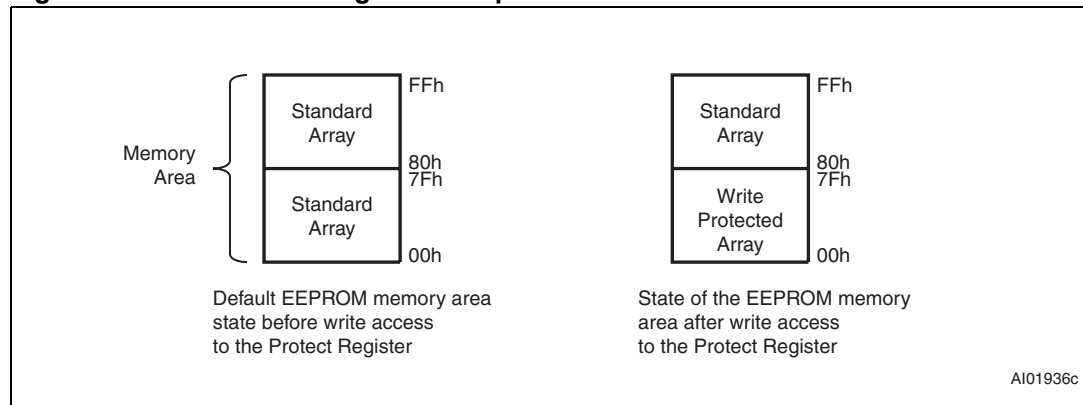 Memory
Area
Standard
Array
FFh
80h
7Fh
Standard
Array
00h
Default EEPROM memory area
state before write access
to the Protect Register
Standard
Array
FFh
80h
7Fh
Write
Protected
Array
00h
State of the EEPROM memory
area after write access
to the Protect Register
AI01936c